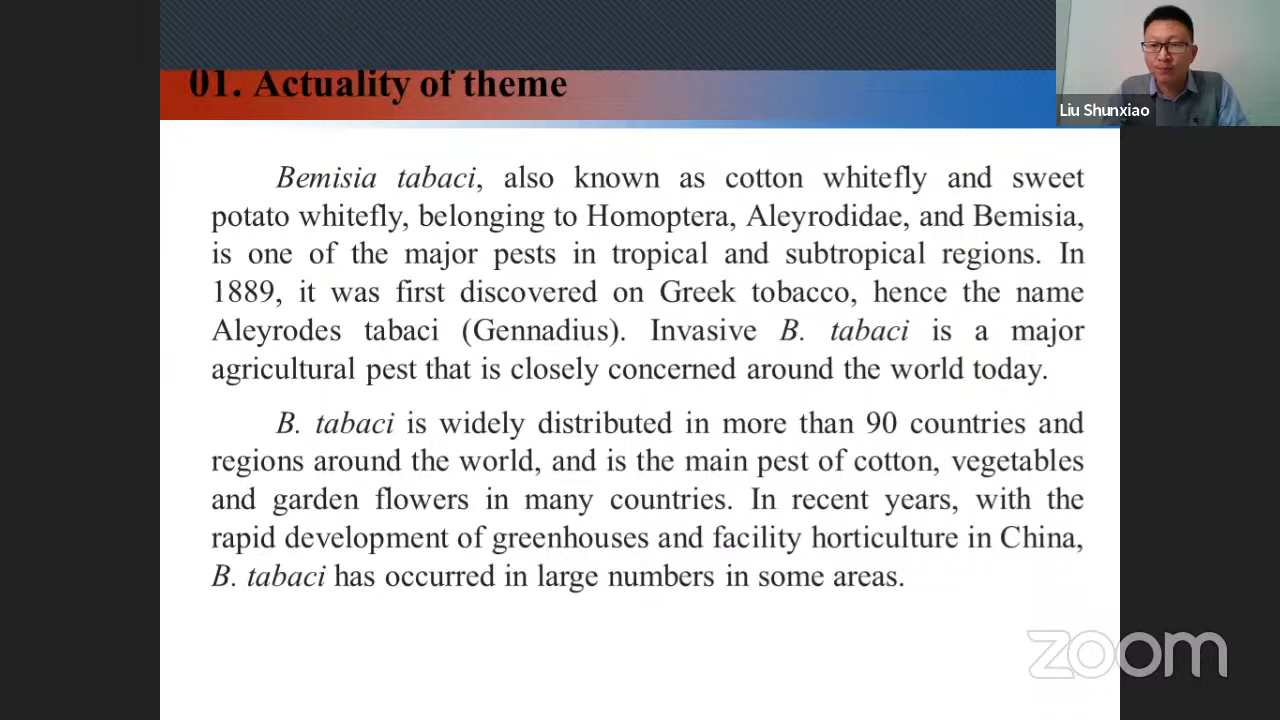 01. Actuality of theme
Liu Shunxiao
Bemisia tabaci, also known as cotton whitefly and sweet
potato whitefly, belonging to Homoptera, Aleyrodidae, and Bemisia,
is one of the major pests in tropical and subtropical regions. In
1889, it was first discovered on Greek tobacco, hence the name
Aleyrodes tabaci (Gennadius). Invasive B. tabaci is a major
agricultural pest that is closely concerned around the world today.
B. tabaci is widely distributed in more than 90 countries and
regions around the world, and is the main pest of cotton, vegetables
and garden flowers in many countries. In recent years, with the
rapid development of greenhouses and facility horticulture in China,
B. tabaci has occurred in large numbers in some areas.
zoom